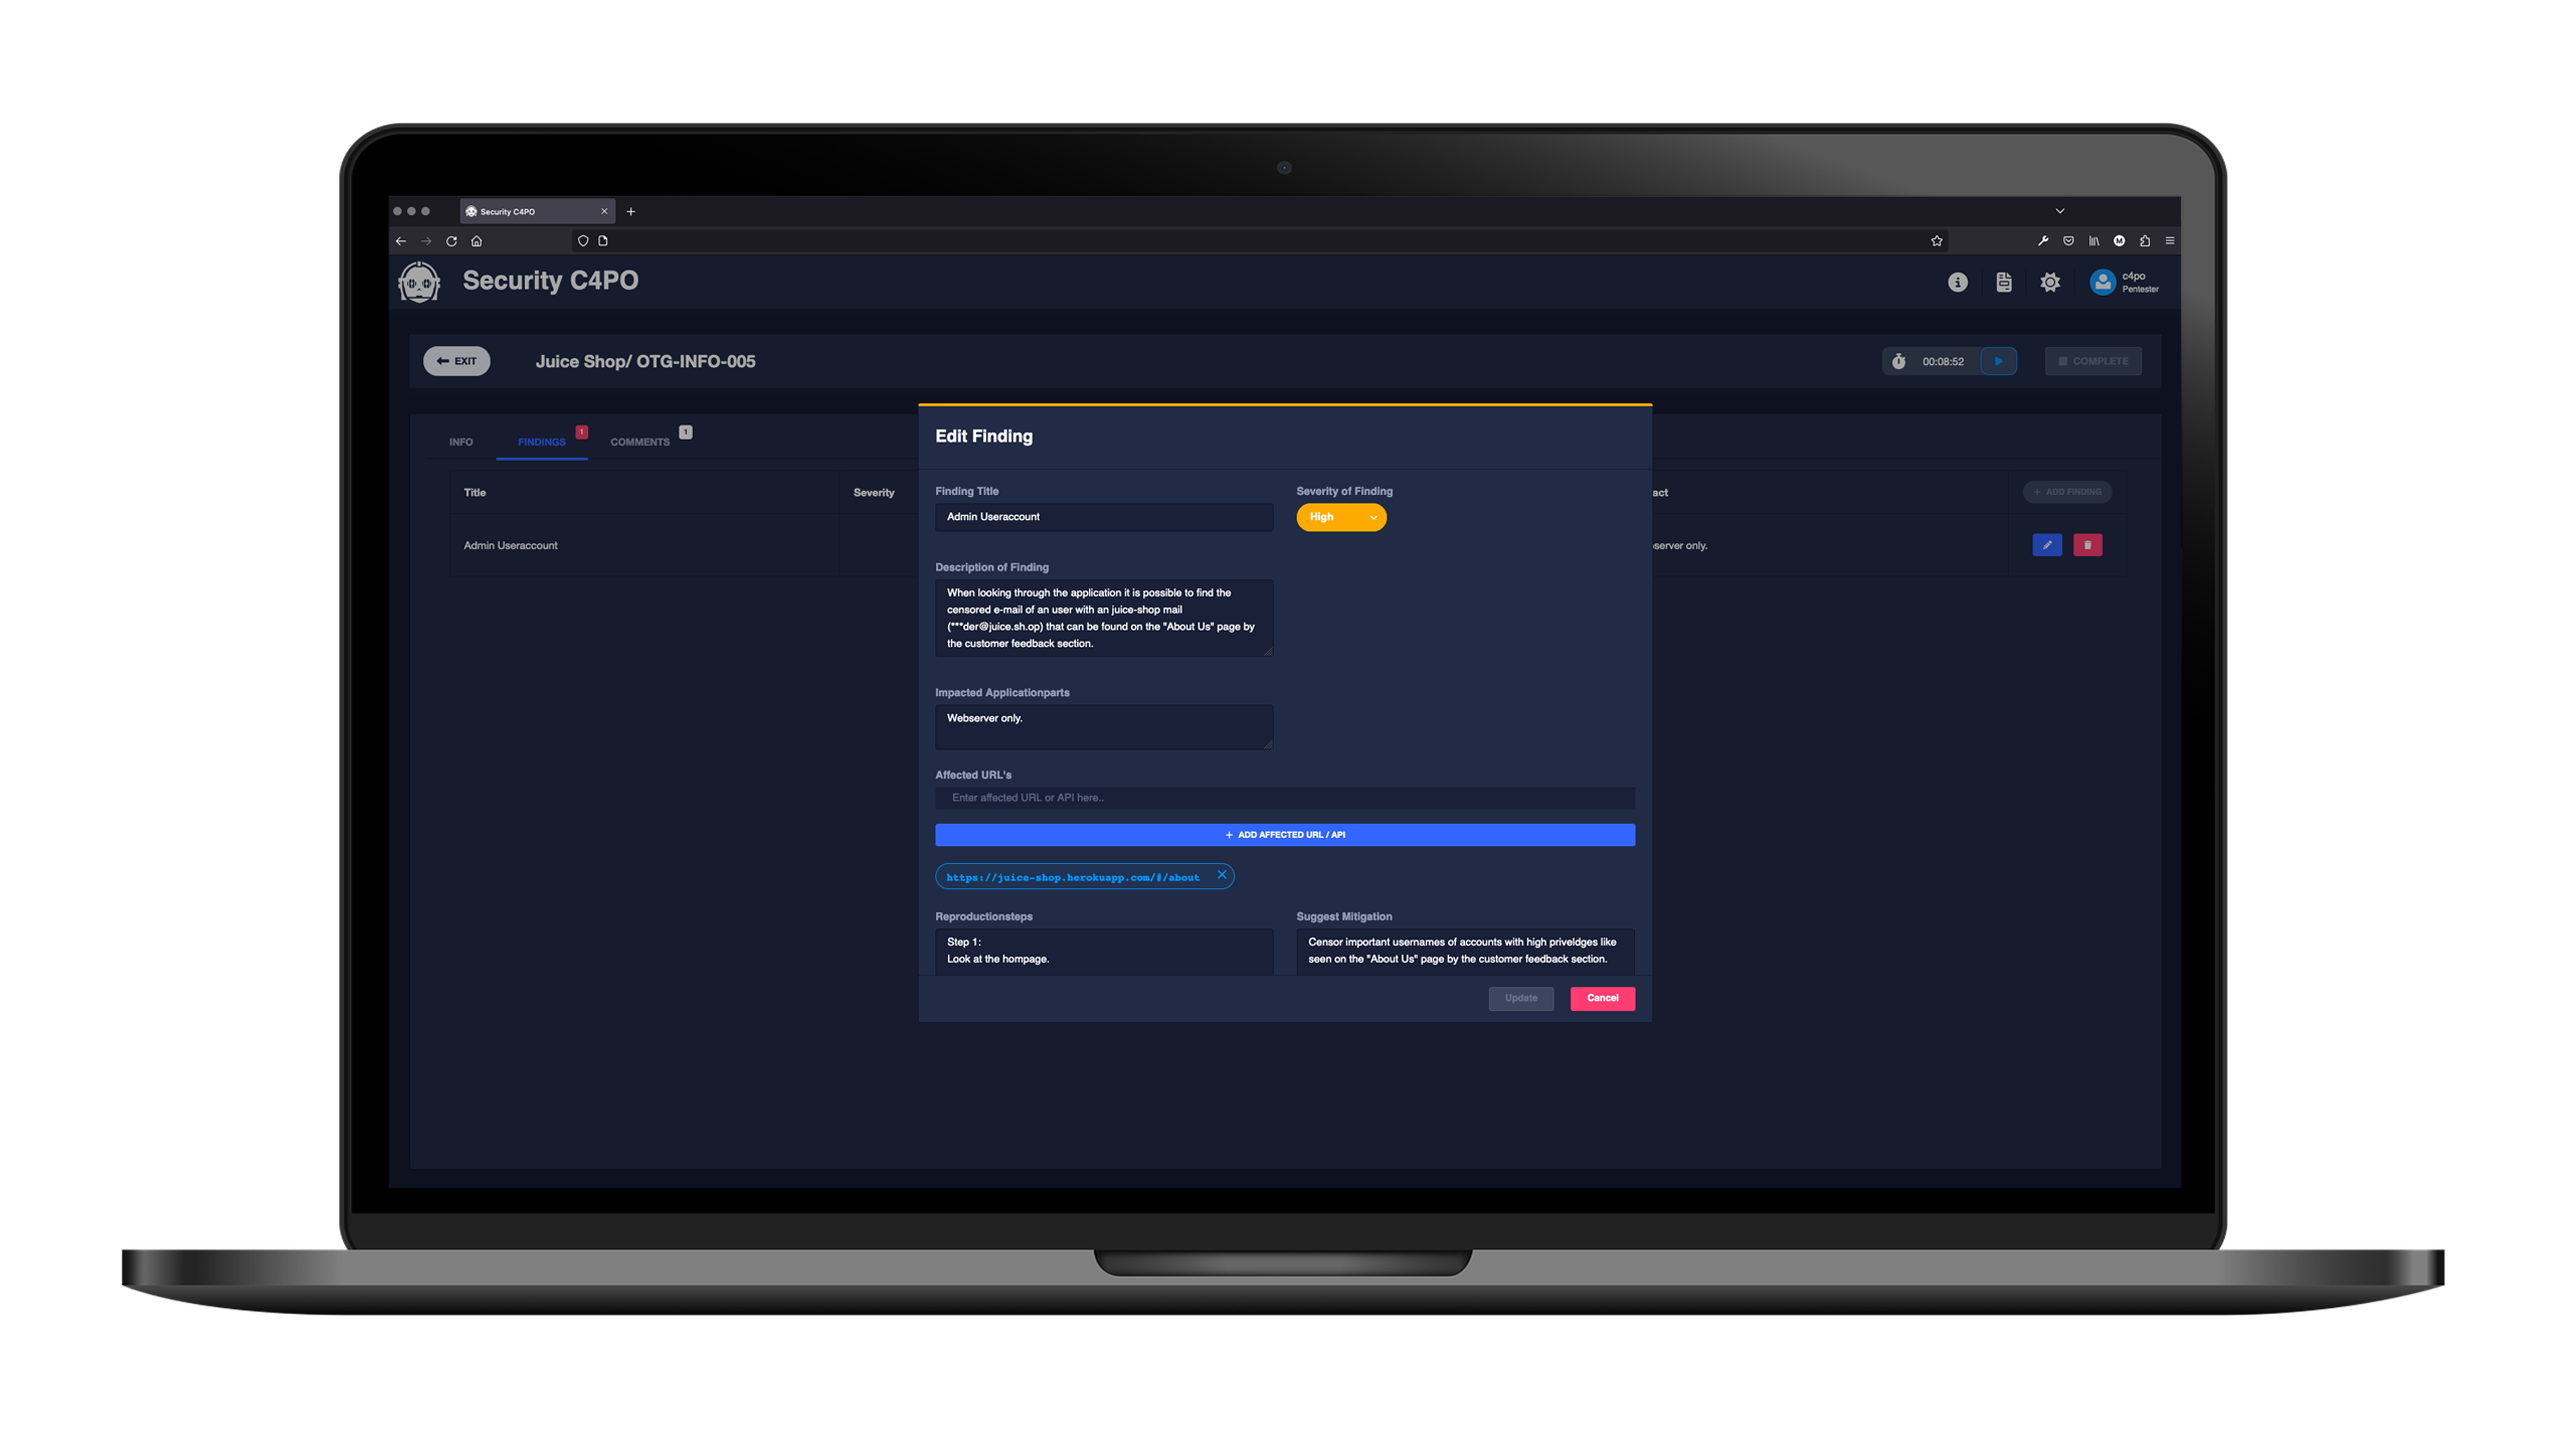 Security C4PO
Security C4PO
c4po
Pentester
EXIT
Juice Shop/ OTG-INFO-005
00:08:52
COMPLETE
INFO
FINDINGS
1
COMMENTS
1
Title
Severity
act
ADD FINDING
Admin Useraccount
bserver only.
Edit Finding
Finding Title
Severity of Finding
Admin Useraccount
High
Description of Finding
When looking through the application it is possible to find the
censored e-mail of an user with an juice-shop mail
(***der@juice.sh.op) that can be found on the "About Us" page by
the customer feedback section.
Impacted Applicationparts
Webserver only.
Affected URL's
Enter affected URL or API here..
+ ADD AFFECTED URL / API
https://juice-shop.herokuapp.com/#/about
Reproductionsteps
Suggest Mitigation
Step 1:
Look at the hompage.
Censor important usernames of accounts with high priveldges like
seen on the "About Us" page by the customer feedback section.
Update
Cancel